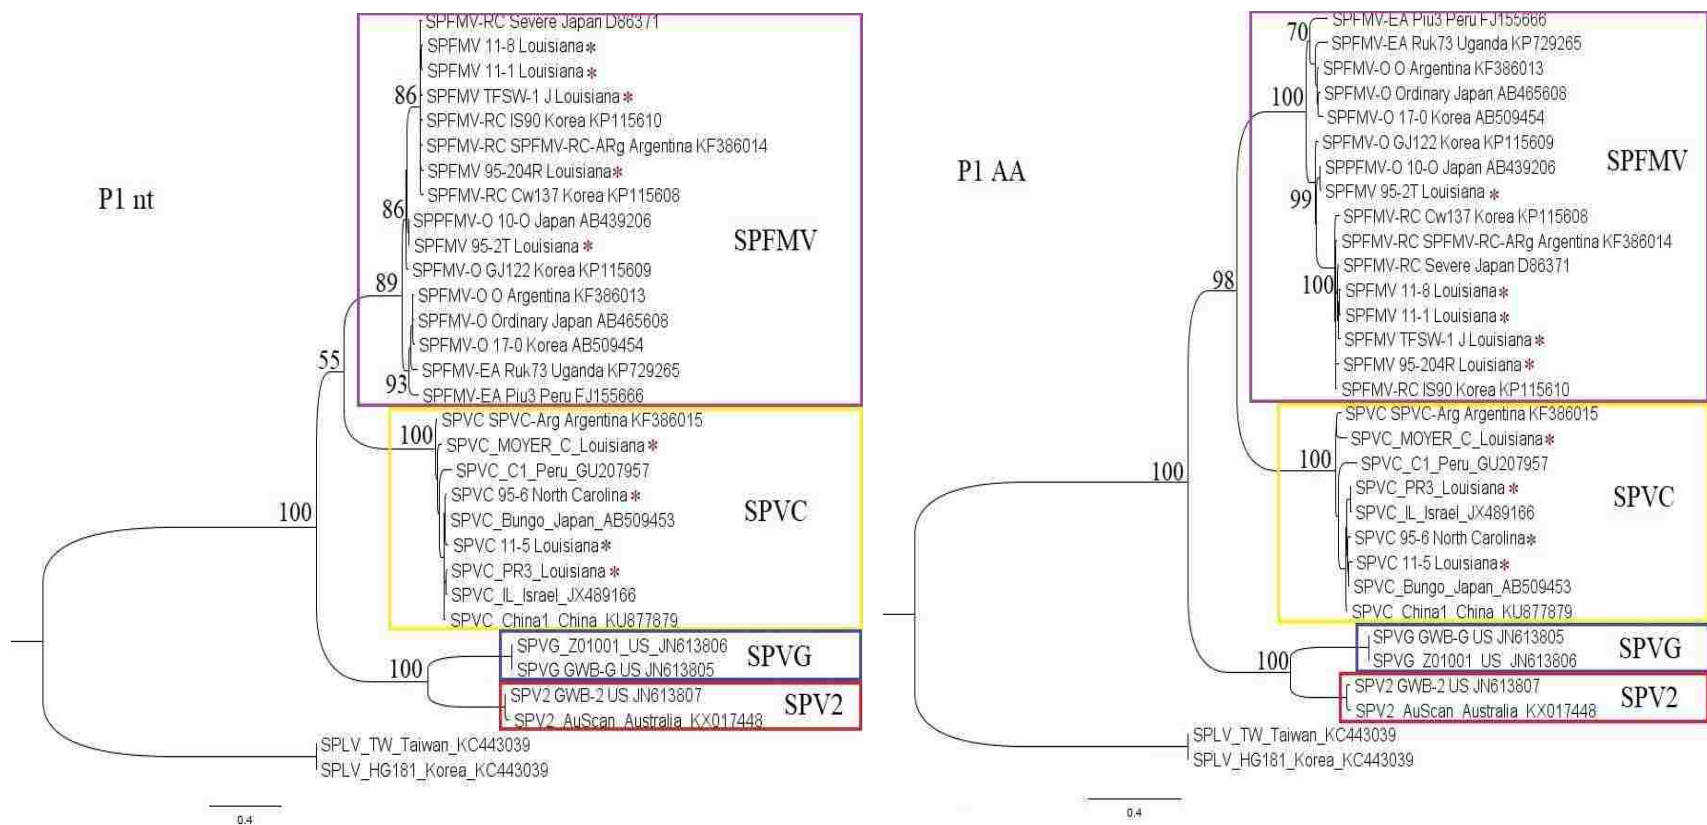 P1 nt
SPFMV-RC Severe Japan D86371
SPFMV 11-8 Louisiana*
SPFMV 11-1 Louisiana*
86
SPFMV TFSW-1 J Louisiana*
SPFMV-RC IS90 Korea KP115610
SPFMV-RC SPFMV-RC-ARg Argentina KF386014
SPFMV 95-204R Louisiana*
SPFMV-RC Cw137 Korea KP115608
86
SPPFMV-O 10-O Japan AB439206
SPFMV
SPFMV 95-2T Louisiana*
SPFMV-O GJ122 Korea KP115609
89
SPFMV-O O Argentina KF386013
SPFMV-O Ordinary Japan AB465608
SPFMV-O 17-0 Korea AB509454
55
SPFMV-EA Ruk73 Uganda KP729265
93
SPFMV-EA Piu3 Peru FJ155666
SPVC SPVC-Arg Argentina KF386015
100
SPVC_MOYER_C_Louisiana*
SPVC_C1_Peru_GU207957
SPVC 95-6 North Carolina*
SPVC
100
SPVC_Bungo_Japan_AB509453
SPVC 11-5 Louisiana*
SPVC_PR3_Louisiana*
SPVC_IL_Israel_JX489166
SPVC_China1_China_KU877879
SPVG_Z01001_US_JN613806
SPVG
SPVG GWB-G US JN613805
100
SPV2 GWB-2 US JN613807
SPV2
SPV2_AuScan_Australia_KX017448
SPLV_TW_Taiwan_KC443039
SPLV_HG181_Korea_KC443039
0.4
P1 AA
SPFMV-EA Piu3 Peru FJ155666
70
SPFMV-EA Ruk73 Uganda KP729265
SPFMV-O O Argentina KF386013
100
SPFMV-O Ordinary Japan AB465608
SPFMV-O 17-0 Korea AB509454
SPFMV-O GJ122 Korea KP115609
SPFMV
SPPFMV-O 10-O Japan AB439206
SPFMV 95-2T Louisiana*
99
SPFMV-RC Cw137 Korea KP115608
SPFMV-RC SPFMV-RC-ARg Argentina KF386014
SPFMV-RC Severe Japan D86371
98
100
SPFMV 11-8 Louisiana*
SPFMV 11-1 Louisiana*
SPFMV TFSW-1 J Louisiana*
SPFMV 95-204R Louisiana*
SPFMV-RC IS90 Korea KP115610
SPVC SPVC-Arg Argentina KF386015
SPVC_MOYER_C_Louisiana*
100
SPVC_C1_Peru_GU207957
100
SPVC_PR3_Louisiana*
SPVC
SPVC_IL_Israel_JX489166
SPVC 95-6 North Carolina*
SPVC 11-5 Louisiana*
SPVC_Bungo_Japan_AB509453
SPVC_China1_China_KU877879
SPVG GWB-G US JN613805
SPVG
100
SPVG_Z01001_US_JN613806
SPV2 GWB-2 US JN613807
SPV2
SPV2_AuScan_Australia_KX017448
SPLV_TW_Taiwan_KC443039
SPLV_HG181_Korea_KC443039
0.4